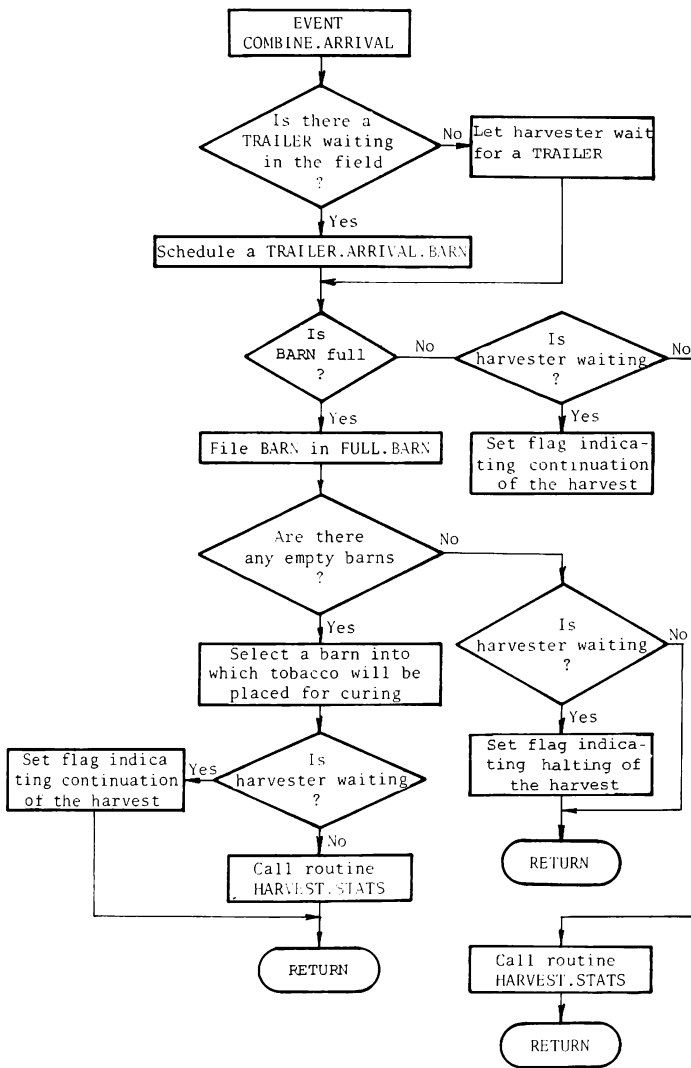 EVENT
COMBINE.ARRIVAL
Is there a
TRAILER waiting
in the field
?
No
Let harvester wait
for a TRAILER
Yes
Schedule a TRAILER.ARRIVAL.BARN
Is
BARN full
?
No
Is
harvester waiting
?
No
Yes
Yes
File BARN in FULL.BARN
Set flag indica-
ting continuation
of the harvest
Are there
any empty barns
?
No
Yes
Is
harvester waiting
?
No
Select a barn into
which tobacco will be
placed for curing
Yes
Set flag indica-
ting halting of
the harvest
Set flag indica
ting continuation
of the harvest
Yes
Is
harvester waiting
?
No
RETURN
Call routine
HARVEST.STATS
RETURN
Call routine
HARVEST.STATS
RETURN